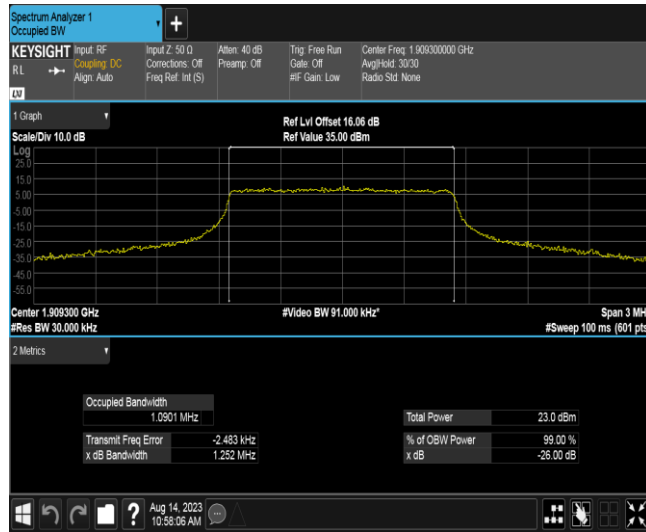 Spectrum Analyzer 1
Occupied BW
KEYSIGHT
Input: RF
Coupling: DC
Align: Auto
Input Z: 50 Ω
Corrections: Off
Freq Ref: Int (S)
Atten: 40 dB
Preamp: Off
Trig: Free Run
Gate: Off
#IF Gain: Low
Center Freq: 1.909300000 GHz
Avg|Hold: 30/30
Radio Std: None
R L
LXI
1 Graph
Scale/Div 10.0 dB
Ref Lvl Offset 16.06 dB
Ref Value 35.00 dBm
Log
25.0
15.0
5.00
-5.00
-15.0
-25.0
-35.0
-45.0
-55.0
Center 1.909300 GHz
#Res BW 30.000 kHz
#Video BW 91.000 kHz*
Span 3 MH
#Sweep 100 ms (601 pts
2 Metrics
Occupied Bandwidth
1.0901 MHz
Transmit Freq Error -2.483 kHz
x dB Bandwidth 1.252 MHz
Total Power 23.0 dBm
% of OBW Power 99.00 %
x dB -26.00 dB
?
Aug 14, 2023
10:58:06 AM